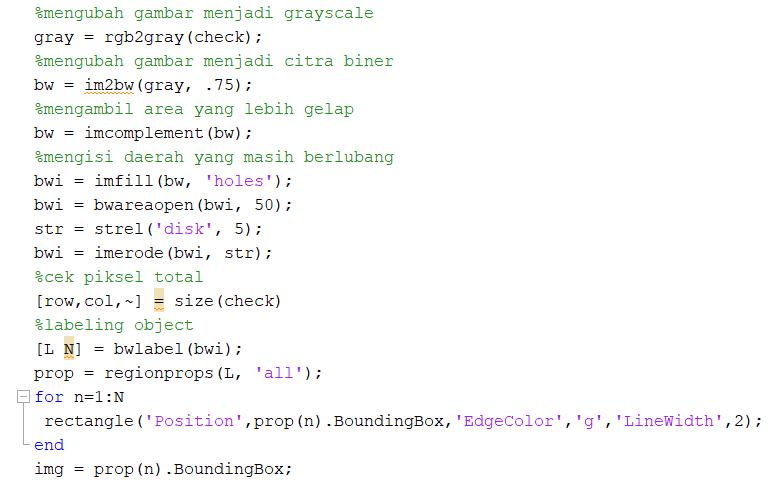 %mengubah gambar menjadi grayscale
gray = rgb2gray(check);
%mengubah gambar menjadi citra biner
bw = im2bw(gray, .75);
%mengambil area yang lebih gelap
bw = imcomplement(bw);
%mengisi daerah yang masih berlubang
bwi = imfill(bw, 'holes');
bwi = bwareaopen(bwi, 50);
str = strel('disk', 5);
bwi = imerode(bwi, str);
%cek piksel total
[row,col,~] = size(check)
%labeling object
[L N] = bwlabel(bwi);
prop = regionprops(L, 'all');
for n=1:N
rectangle('Position',prop(n).BoundingBox,'EdgeColor','g','LineWidth',2);
end
img = prop(n).BoundingBox;